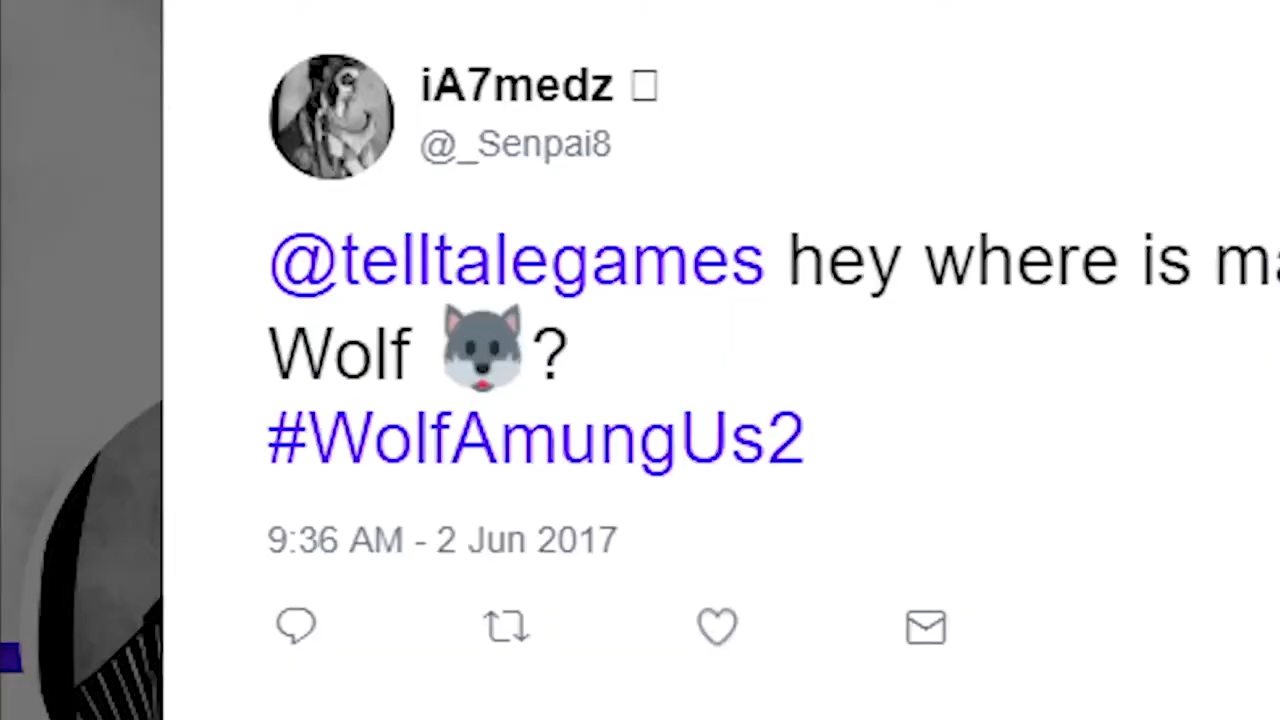 iA7medz
@_Senpai8
@telltalegames hey where is
Wolf 🐺?
#WolfAmungUs2
9:36 AM - 2 Jun 2017